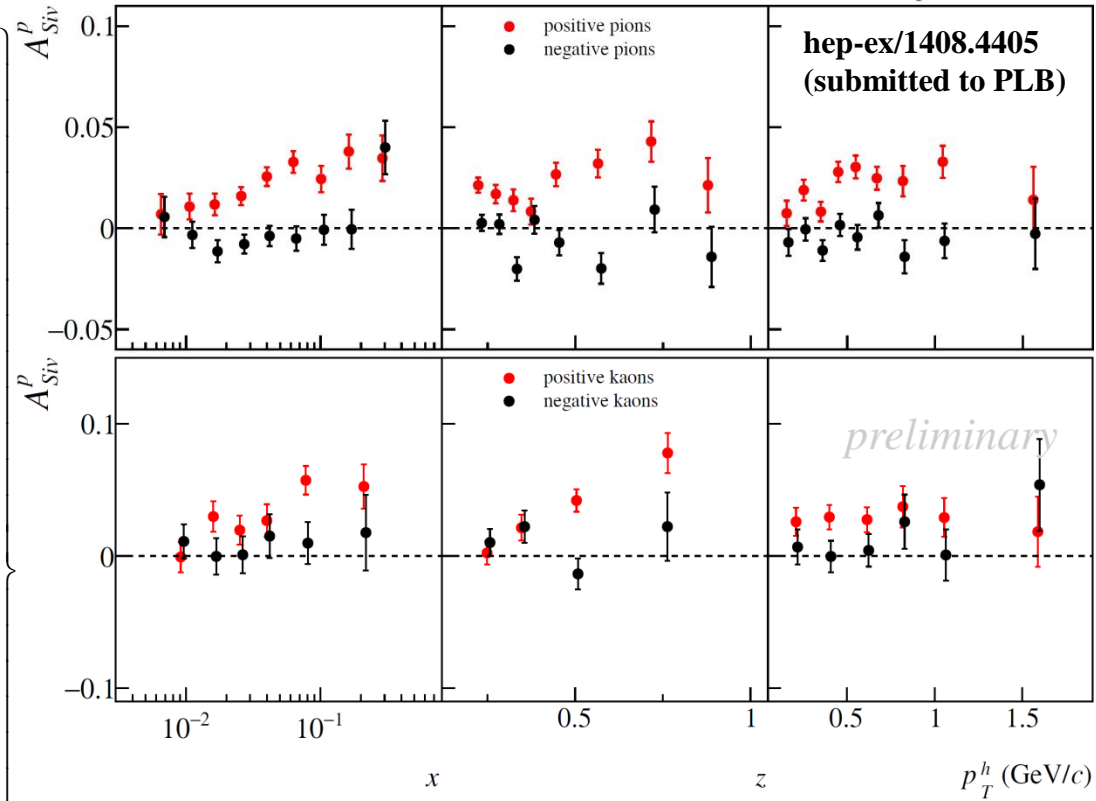 A^p_Siv
0.1
0.05
0
−0.05
positive pions
negative pions
hep-ex/1408.4405
(submitted to PLB)
A^p_Siv
0.1
0
−0.1
positive kaons
negative kaons
preliminary
10^−2 10^−1
0.5 1
0.5 1 1.5
x
z
p^h_T (GeV/c)